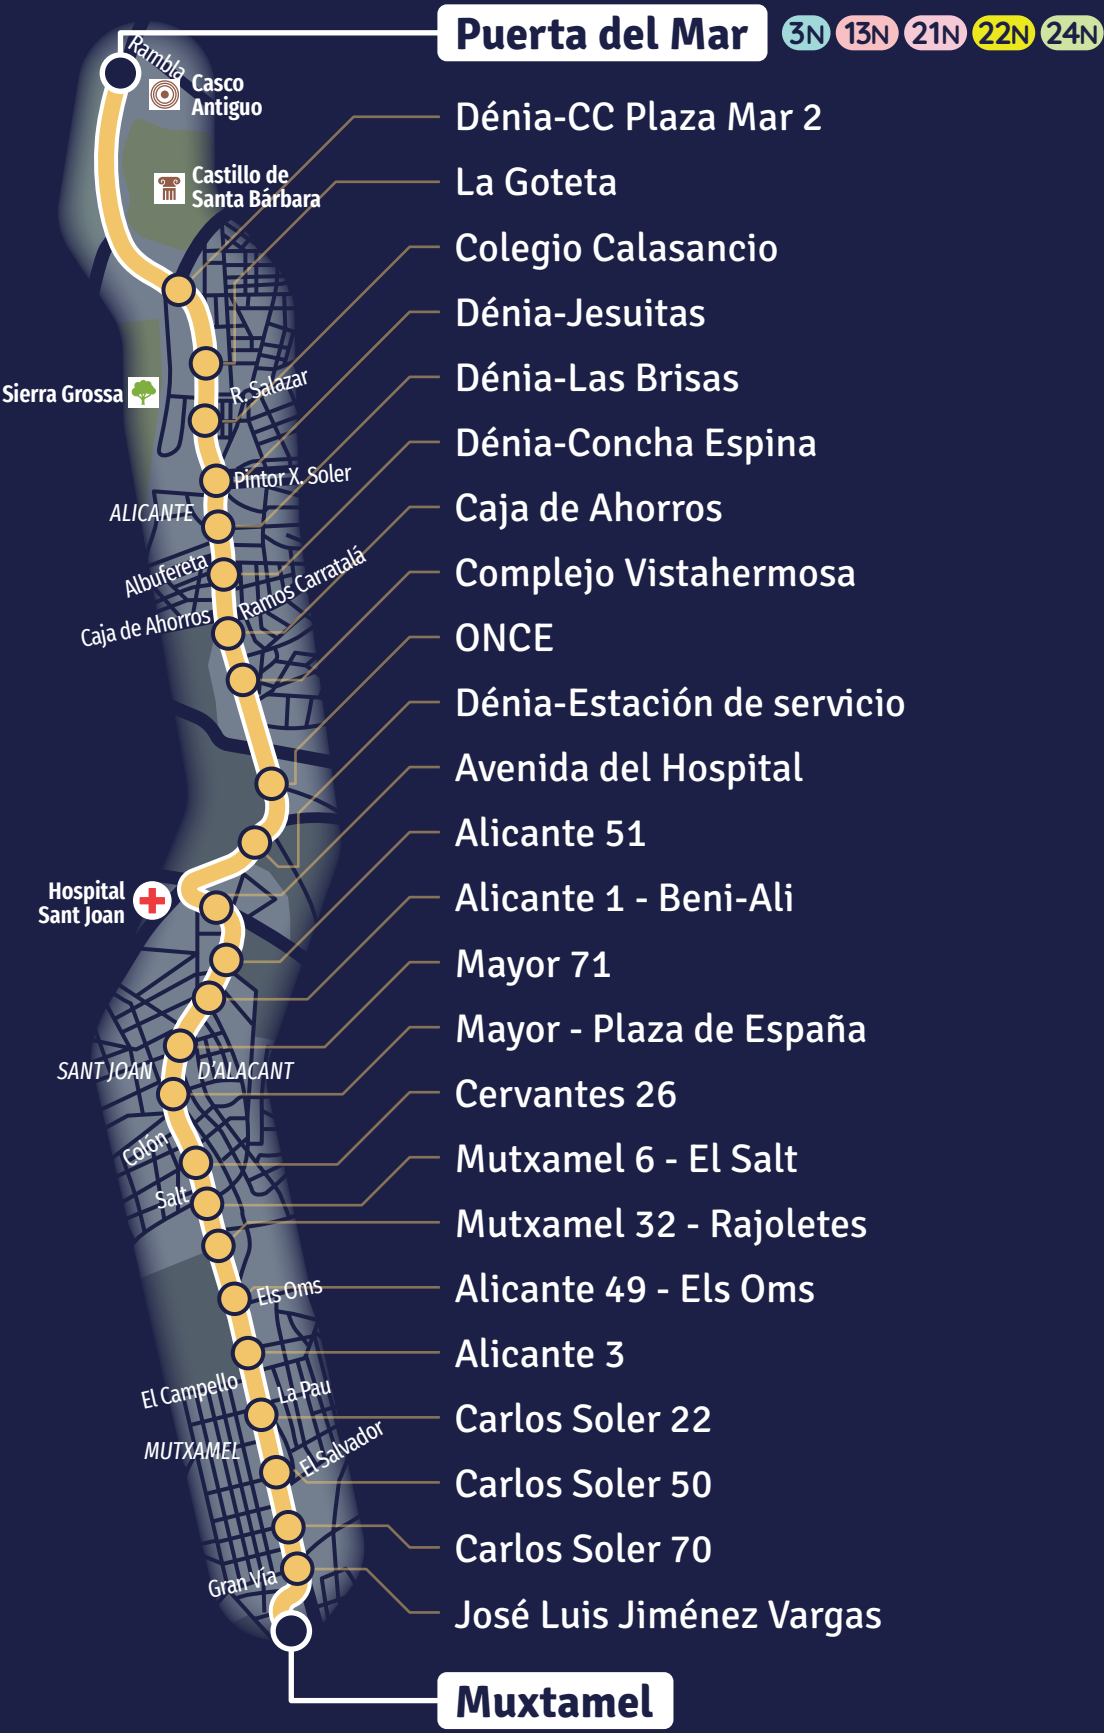 Puerta del Mar 3N 13N 21N 22N 24N
Rambla
Casco
Antiguo
Dénia-CC Plaza Mar 2
Castillo de
Santa Bárbara
La Goteta
Colegio Calasancio
Dénia-Jesuitas
Sierra Grossa
R. Salazar
Dénia-Las Brisas
Dénia-Concha Espina
Pintor X. Soler
ALICANTE
Caja de Ahorros
Albufereta
Ramos Carratalá
Complejo Vistahermosa
Caja de Ahorros
ONCE
Dénia-Estación de servicio
Avenida del Hospital
Alicante 51
Hospital
Sant Joan
Alicante 1 - Beni-Ali
Mayor 71
Mayor - Plaza de España
SANT JOAN D'ALACANT
Cervantes 26
Colón
Mutxamel 6 - El Salt
Salt
Mutxamel 32 - Rajoletes
Els Oms
Alicante 49 - Els Oms
Alicante 3
El Campello
La Pau
Carlos Soler 22
MUTXAMEL
El Salvador
Carlos Soler 50
Carlos Soler 70
Gran Vía
José Luis Jiménez Vargas
Muxtamel